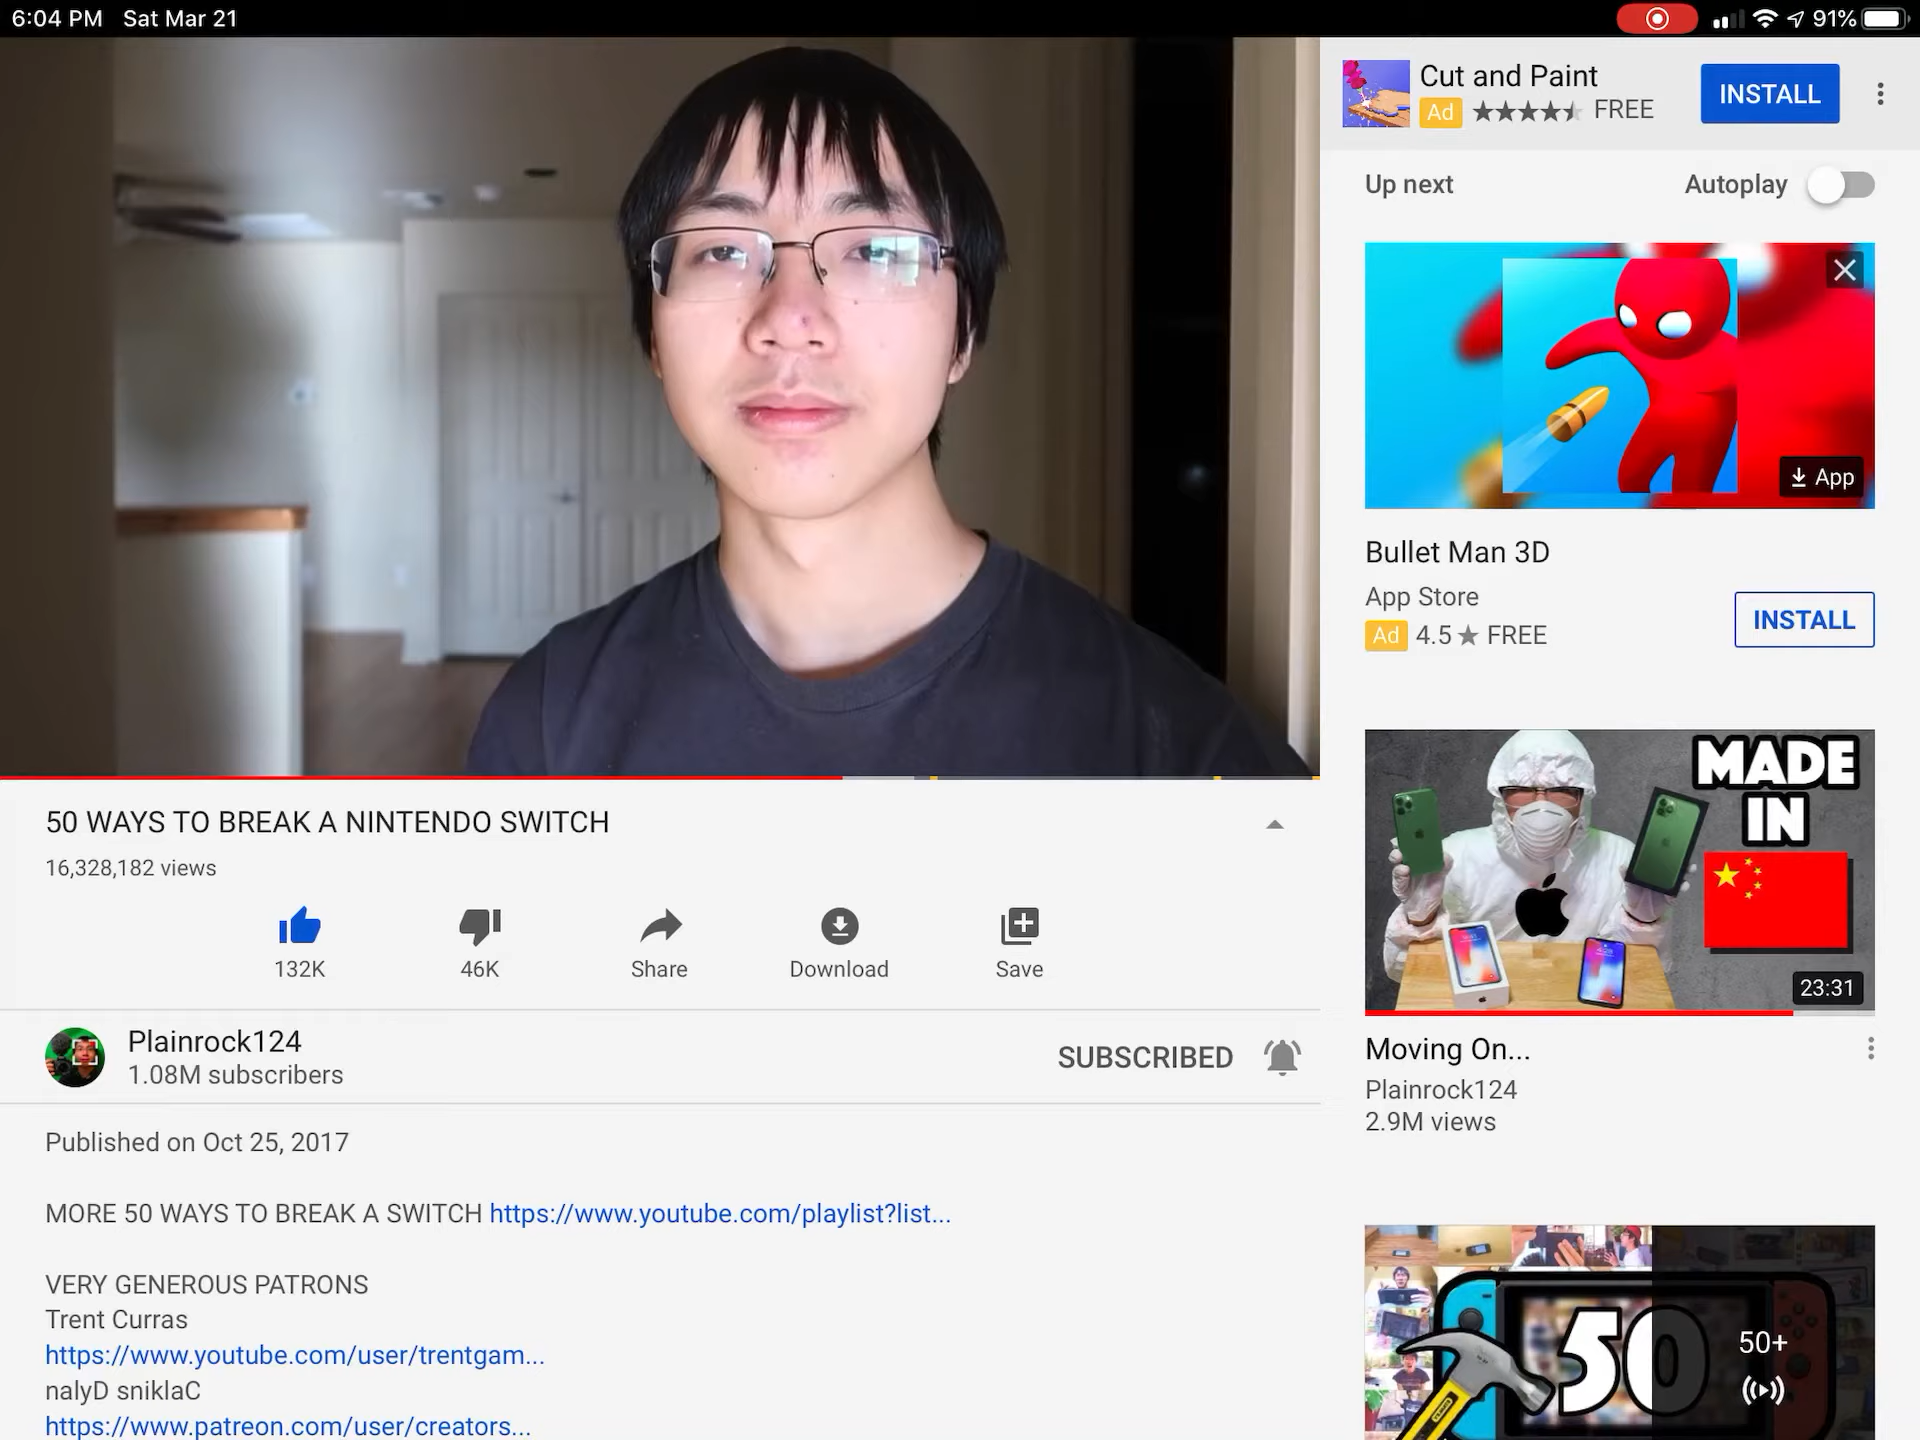 6:04 PM Sat Mar 21
91%
Cut and Paint
Ad FREE
INSTALL
Up next
Autoplay
App
Bullet Man 3D
App Store
Ad 4.5 ★ FREE
INSTALL
MADE
IN
23:31
Moving On...
Plainrock124
2.9M views
50
50+
50 WAYS TO BREAK A NINTENDO SWITCH
16,328,182 views
132K
46K
Share
Download
Save
Plainrock124
1.08M subscribers
SUBSCRIBED
Published on Oct 25, 2017
MORE 50 WAYS TO BREAK A SWITCH https://www.youtube.com/playlist?list...
VERY GENEROUS PATRONS
Trent Curras
https://www.youtube.com/user/trentgam...
nalyD sniklaC
https://www.patreon.com/user/creators...